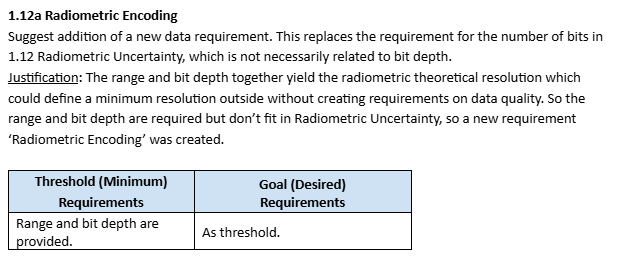 1.12a Radiometric Encoding
Suggest addition of a new data requirement. This replaces the requirement for the number of bits in
1.12 Radiometric Uncertainty, which is not necessarily related to bit depth.
Justification: The range and bit depth together yield the radiometric theoretical resolution which
could define a minimum resolution outside without creating requirements on data quality. So the
range and bit depth are required but don't fit in Radiometric Uncertainty, so a new requirement
'Radiometric Encoding' was created.
Threshold (Minimum)
Requirements
Goal (Desired)
Requirements
Range and bit depth are
provided.
As threshold.